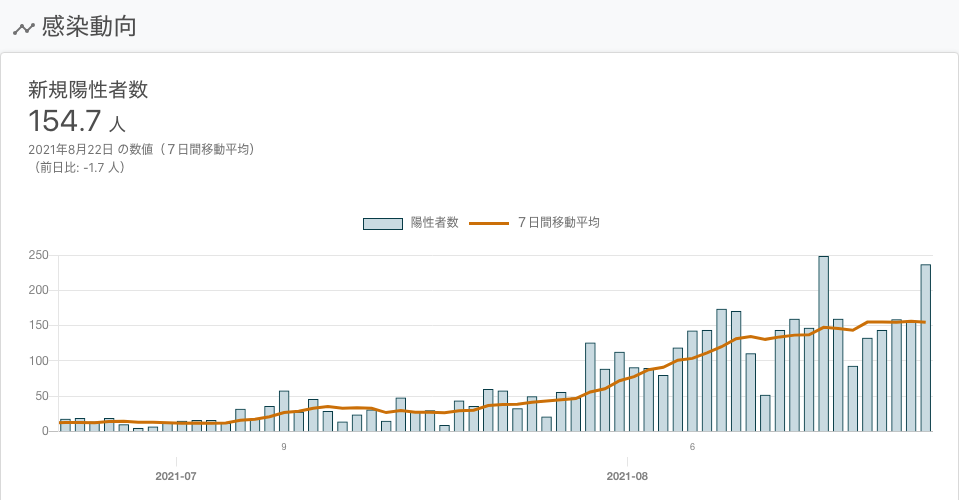 感染動向
新規陽性者数
154.7 人
2021年8月22日 の数値（７日間移動平均）
（前日比: -1.7 人）
陽性者数 ７日間移動平均
250
200
150
100
50
0
9 6
2021-07 2021-08